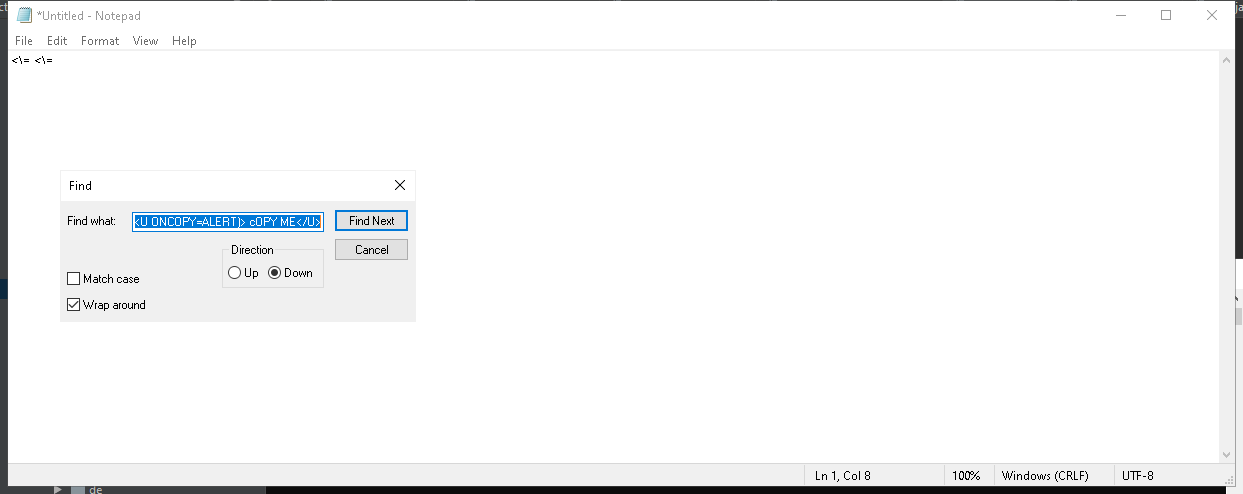 *Untitled - Notepad
File Edit Format View Help
<\= <\=
Find
Find what: <U ONCOPY=ALERT)> cOPY ME</U> Find Next
Direction Cancel
Up Down
Match case
Wrap around
Ln 1, Col 8 100% Windows (CRLF) UTF-8
de